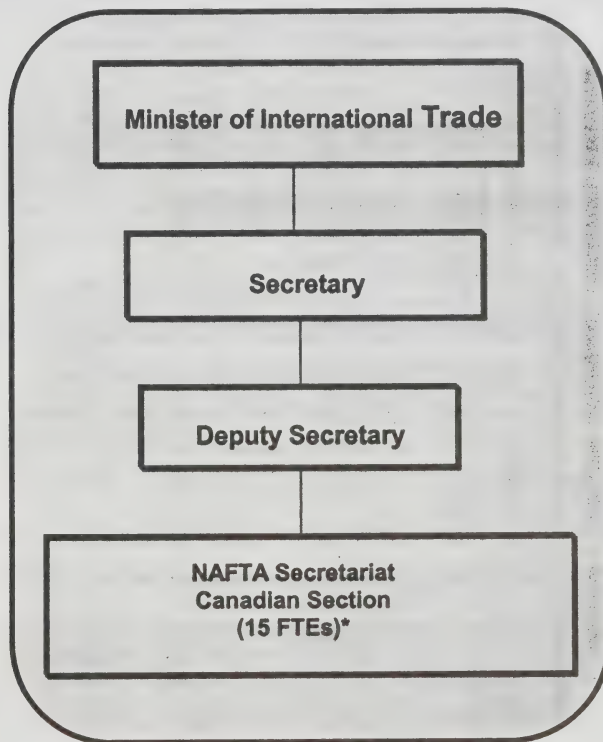 Minister of International Trade
Secretary
Deputy Secretary
NAFTA Secretariat
Canadian Section
(15 FTEs)*